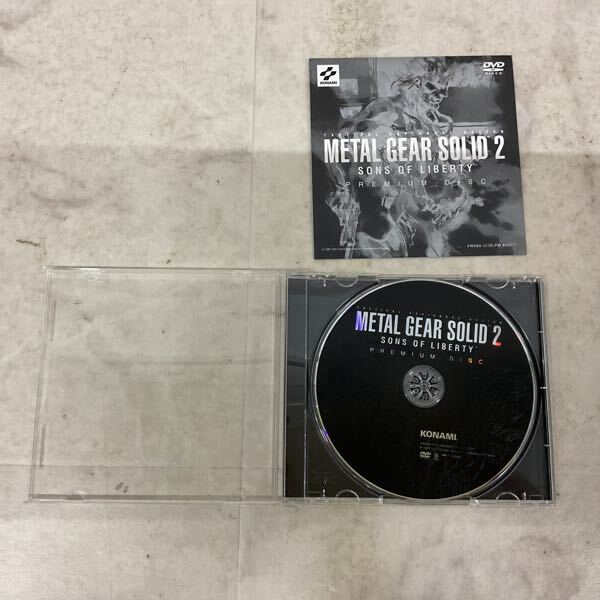 KONAMI
DVD
VIDEO
TACTICAL ESPIONAGE ACTION
METAL GEAR SOLID 2
SONS OF LIBERTY
PREMIUM DISC
TACTICAL ESPIONAGE ACTION
METAL GEAR SOLID 2
SONS OF LIBERTY
PREMIUM DISC
KONAMI
DVD